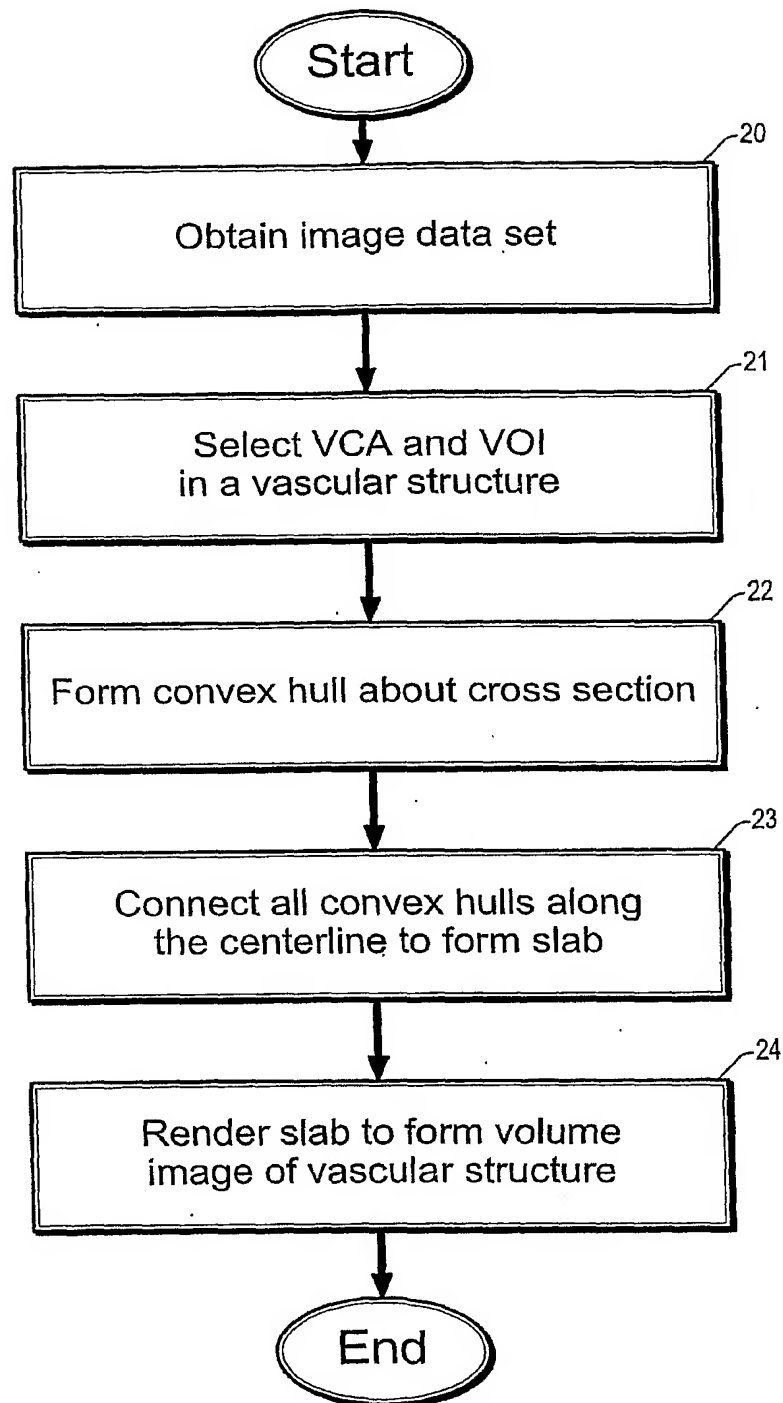 Start
20
Obtain image data set
21
Select VCA and VOI
in a vascular structure
22
Form convex hull about cross section
23
Connect all convex hulls along
the centerline to form slab
24
Render slab to form volume
image of vascular structure
End